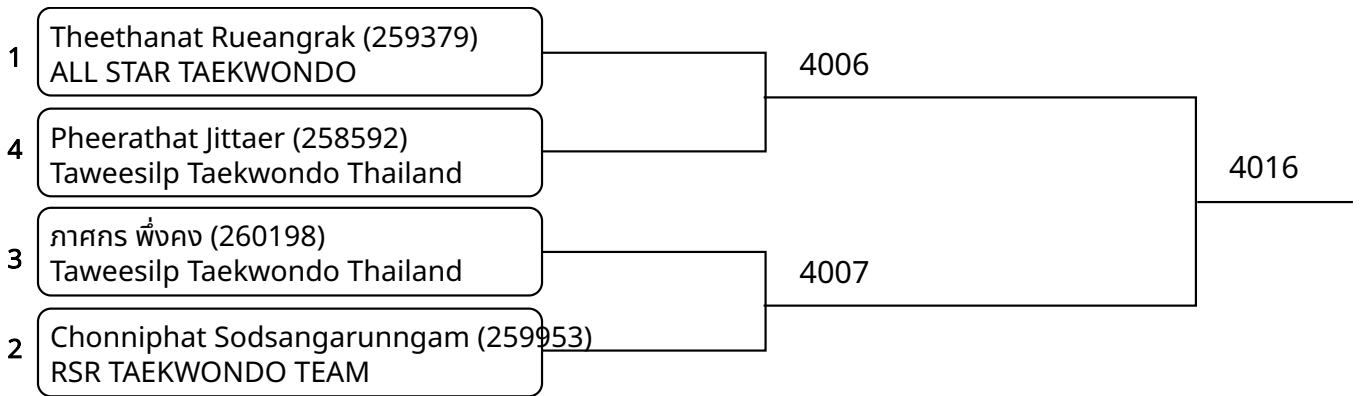 1
Theethanat Rueangrak (259379)
ALL STAR TAEKWONDO
4006
4
Pheerathat Jittaer (258592)
Taweesilp Taekwondo Thailand
4016
3
ภาศกร พึ่งคง (260198)
Taweesilp Taekwondo Thailand
4007
2
Chonniphat Sodsangarunngam (259953)
RSR TAEKWONDO TEAM